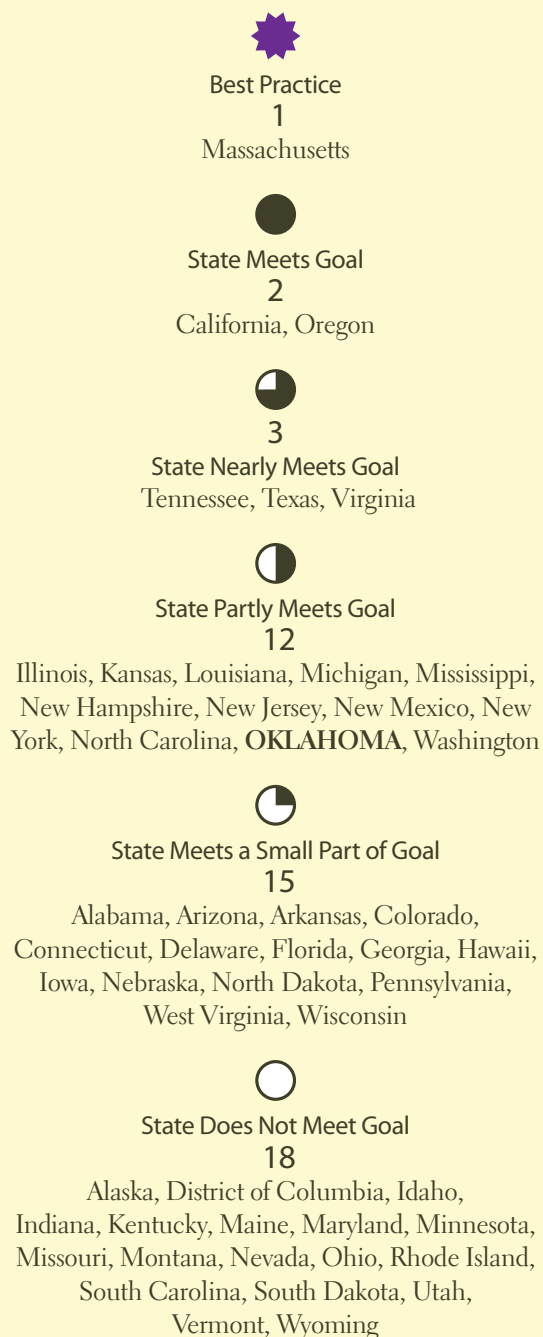 Best Practice
1
Massachusetts
State Meets Goal
2
California, Oregon
3
State Nearly Meets Goal
Tennessee, Texas, Virginia
State Partly Meets Goal
12
Illinois, Kansas, Louisiana, Michigan, Mississippi,
New Hampshire, New Jersey, New Mexico, New
York, North Carolina, OKLAHOMA, Washington
State Meets a Small Part of Goal
15
Alabama, Arizona, Arkansas, Colorado,
Connecticut, Delaware, Florida, Georgia, Hawaii,
Iowa, Nebraska, North Dakota, Pennsylvania,
West Virginia, Wisconsin
State Does Not Meet Goal
18
Alaska, District of Columbia, Idaho,
Indiana, Kentucky, Maine, Maryland, Minnesota,
Missouri, Montana, Nevada, Ohio, Rhode Island,
South Carolina, South Dakota, Utah,
Vermont, Wyoming